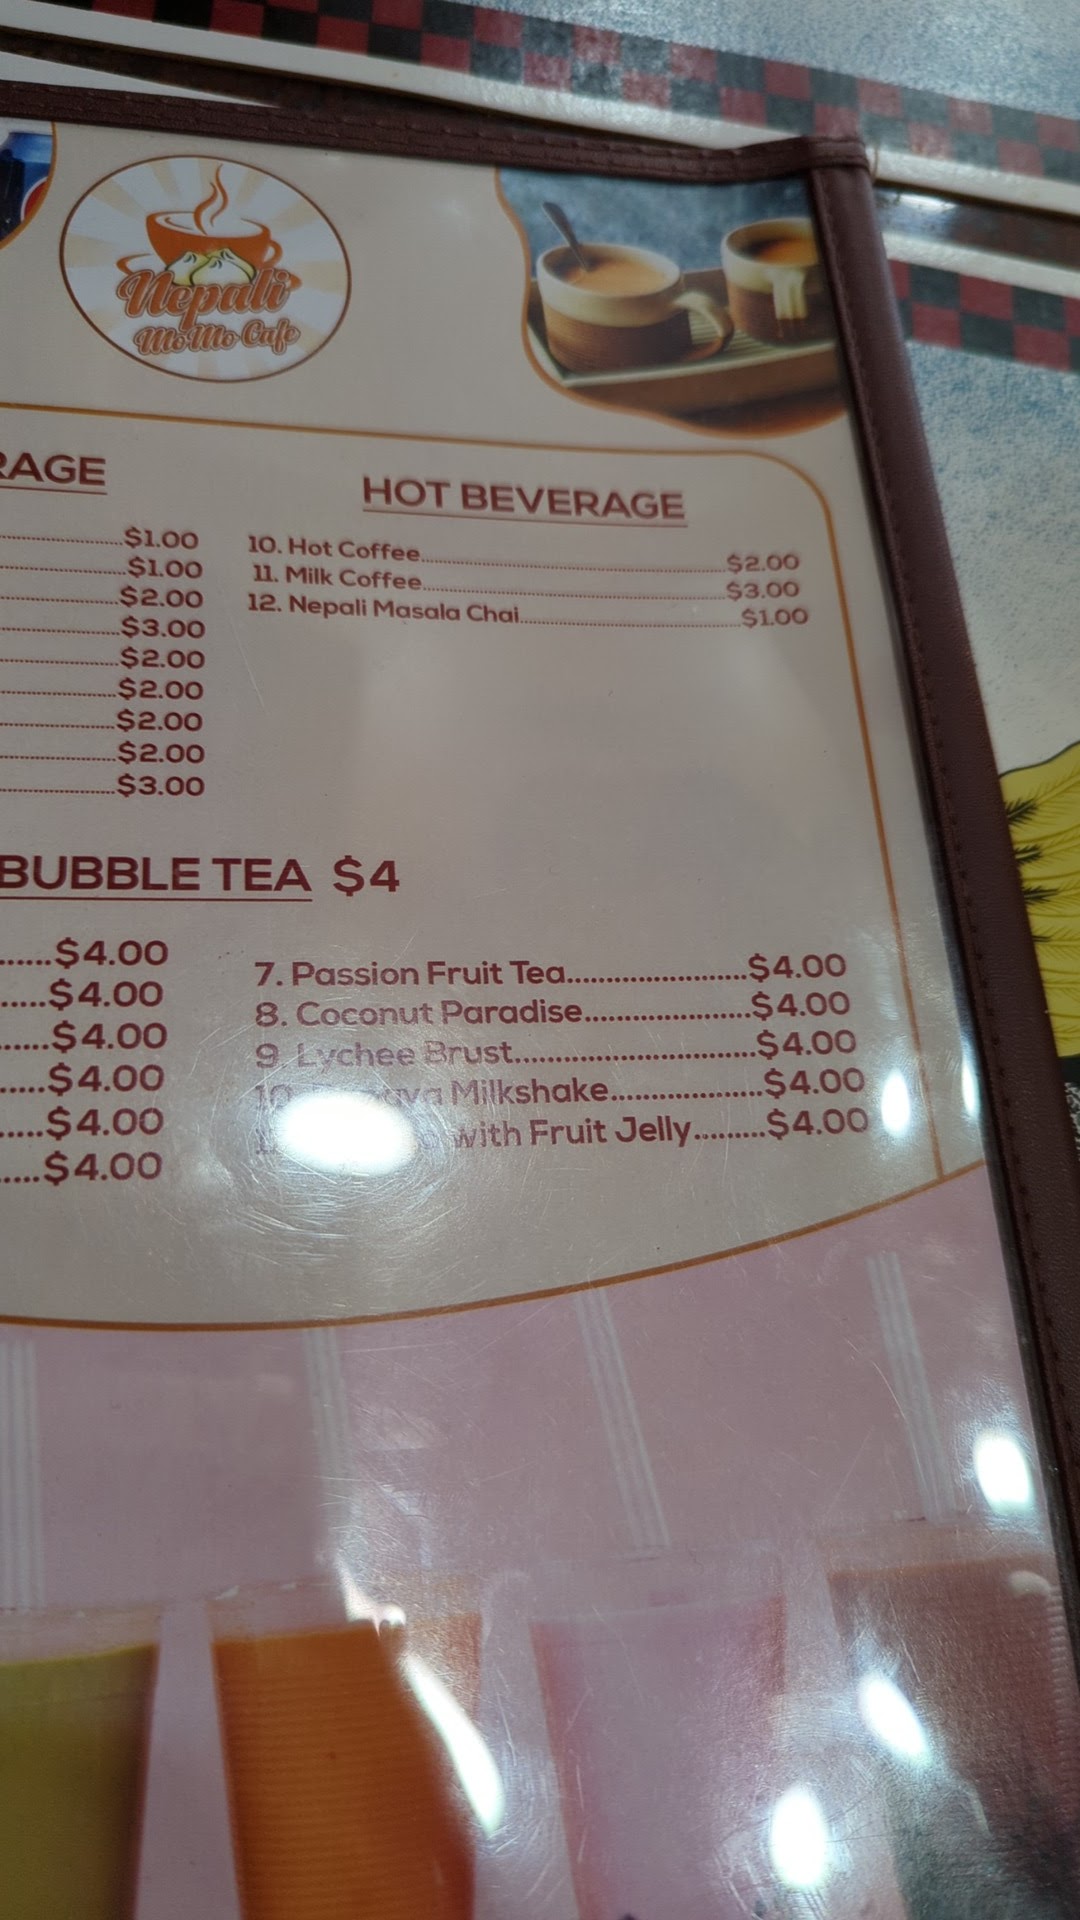 Nepali
MoMo Cafe
RAGE
$1.00
$1.00
$2.00
$3.00
$2.00
$2.00
$2.00
$2.00
$3.00
HOT BEVERAGE
10. Hot Coffee $2.00
11. Milk Coffee $3.00
12. Nepali Masala Chai $1.00
BUBBLE TEA $4
$4.00
$4.00
$4.00
$4.00
$4.00
$4.00
7. Passion Fruit Tea $4.00
8. Coconut Paradise $4.00
9. Lychee Brust $4.00
10. Milkshake $4.00
with Fruit Jelly $4.00